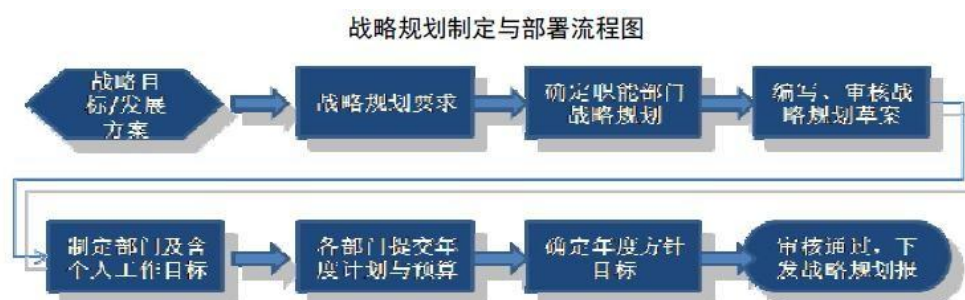 战略规划制定与部署流程图
战略目
标/发展
方案
战略规划要求
确定职能部门
战略规划
编写、审核战
略规划草案
制定部门及含
个人工作目标
各部门提交年
度计划与预算
确定年度方针
目标
审核通过，下
发战略规划报